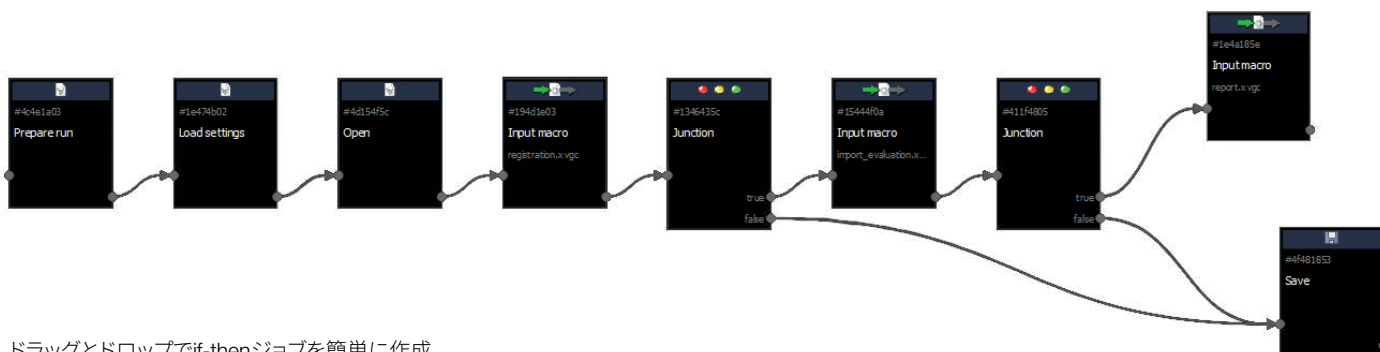 #1e4a185e
Input macro
report.xvgc
#4c4e1a03
Prepare run
#1e474b02
Load settings
#4d154f5c
Open
#194d1e03
Input macro
registration.xvgc
#1346435c
Junction
true
false
#15444f0a
Input macro
import_evaluation.x...
#411f4805
Junction
true
false
#4f481853
Save
ドラッグとドロップでif-thenジョブを簡単に作成